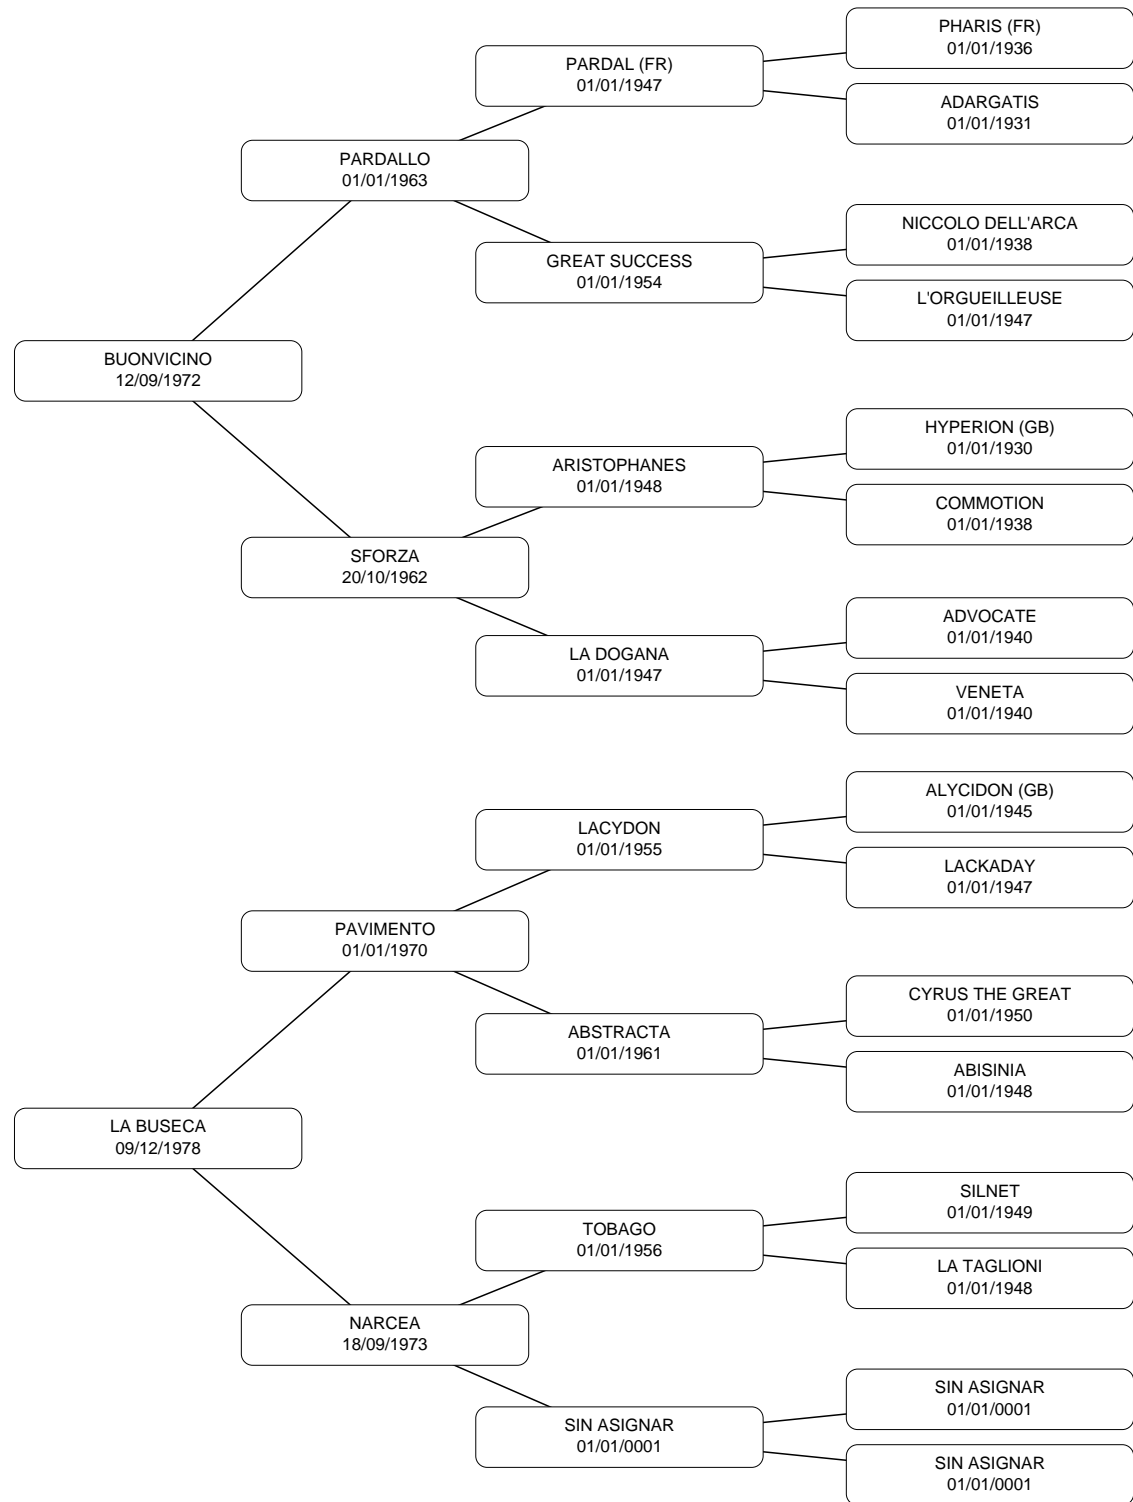 PHARIS (FR)
01/01/1936
PARDAL (FR)
01/01/1947
ADARGATIS
01/01/1931
PARDALLO
01/01/1963
NICCOLO DELL'ARCA
01/01/1938
GREAT SUCCESS
01/01/1954
L'ORGUEILLEUSE
01/01/1947
BUONVICINO
12/09/1972
HYPERION (GB)
01/01/1930
ARISTOPHANES
01/01/1948
COMMOTION
01/01/1938
SFORZA
20/10/1962
ADVOCATE
01/01/1940
LA DOGANA
01/01/1947
VENETA
01/01/1940
ALYCIDON (GB)
01/01/1945
LACYDON
01/01/1955
LACKADAY
01/01/1947
PAVIMENTO
01/01/1970
CYRUS THE GREAT
01/01/1950
ABSTRACTA
01/01/1961
ABISINIA
01/01/1948
LA BUSECA
09/12/1978
SILNET
01/01/1949
TOBAGO
01/01/1956
LA TAGLIONI
01/01/1948
NARCEA
18/09/1973
SIN ASIGNAR
01/01/0001
SIN ASIGNAR
01/01/0001
SIN ASIGNAR
01/01/0001